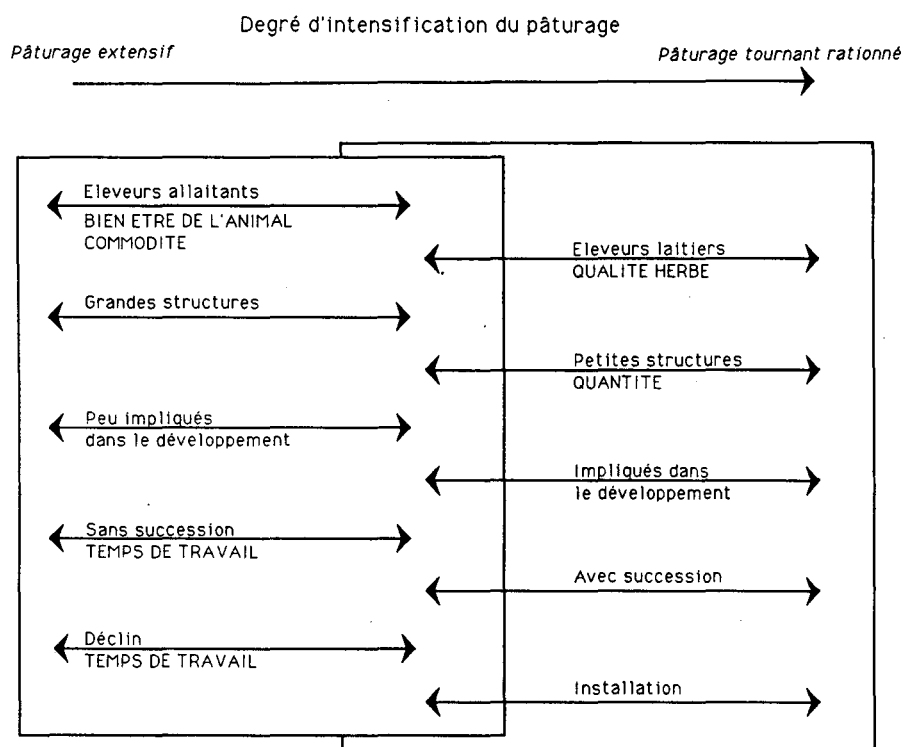 Degré d'intensification du pâturage
Pâturage extensif
Pâturage tournant rationné
Eleveurs allaitants
BIEN ETRE DE L'ANIMAL
COMMODITE
Eleveurs laitiers
QUALITE HERBE
Grandes structures
Petites structures
QUANTITE
Peu impliqués
dans le développement
Impliqués dans
le développement
Sans succession
TEMPS DE TRAVAIL
Avec succession
Déclin
TEMPS DE TRAVAIL
Installation